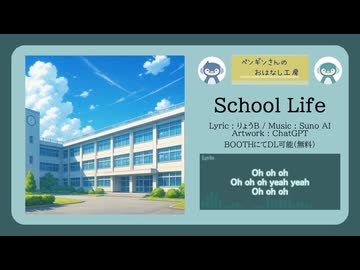 ペンギンさんの
おはなし工房
School Life
Lyric : りょうB / Music : Suno AI
Artwork : ChatGPT
BOOTHにてDL可能(無料)
Lyric
Oh oh oh
Oh oh oh yeah yeah
Oh oh oh